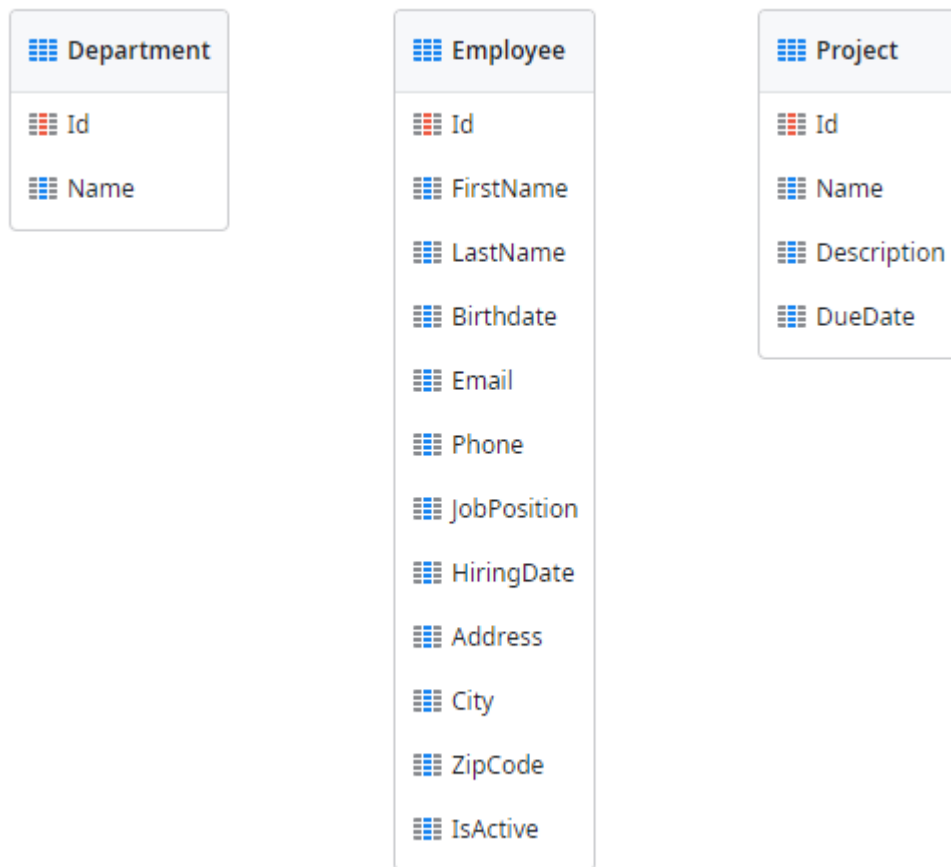 Department
Id
Name
Employee
Id
FirstName
LastName
Birthdate
Email
Phone
JobPosition
HiringDate
Address
City
ZipCode
IsActive
Project
Id
Name
Description
DueDate